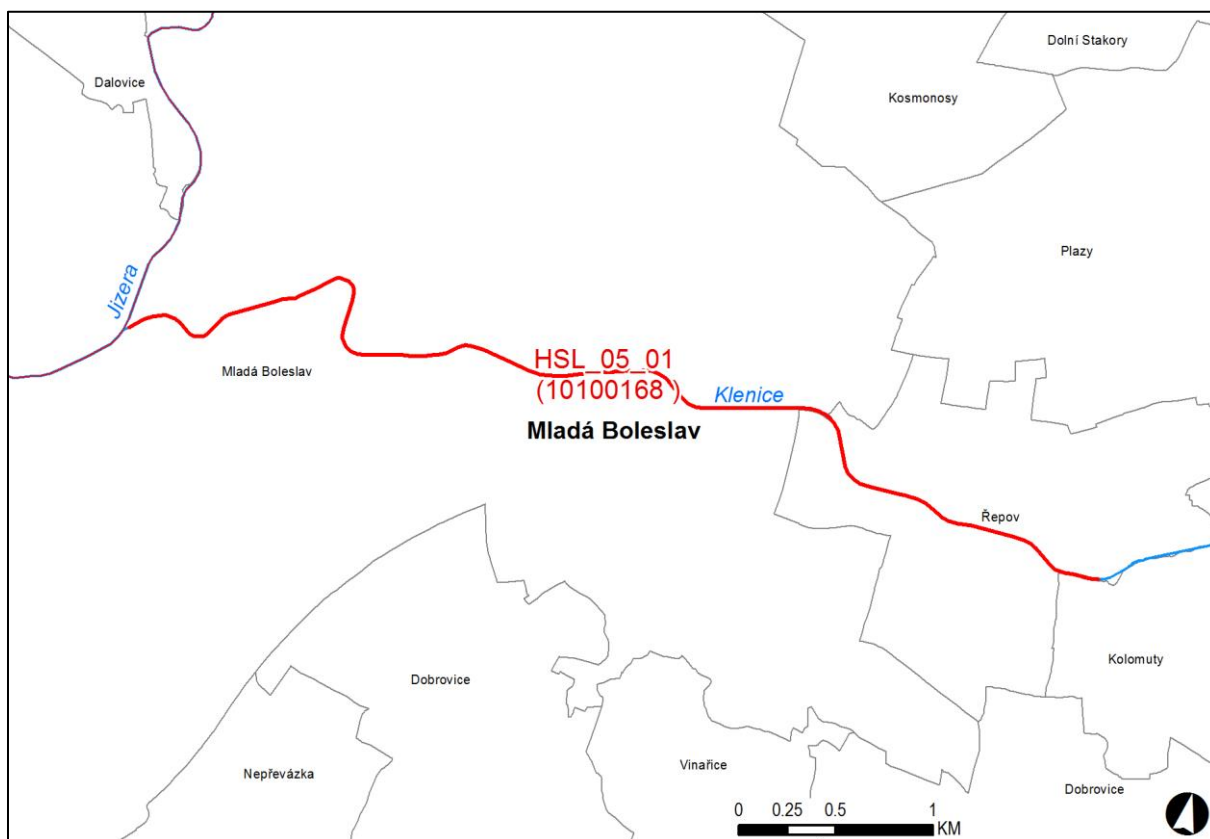 Dolní Stakory
Dalovice
Kosmonosy
Plazy
Jizera
Mladá Boleslav
HSL_05_01
(10100168 )
Klenice
Mladá Boleslav
Řepov
Kolomuty
Dobrovice
Nepřevázka
Vinařice
Dobrovice
0 0.25 0.5 1
KM